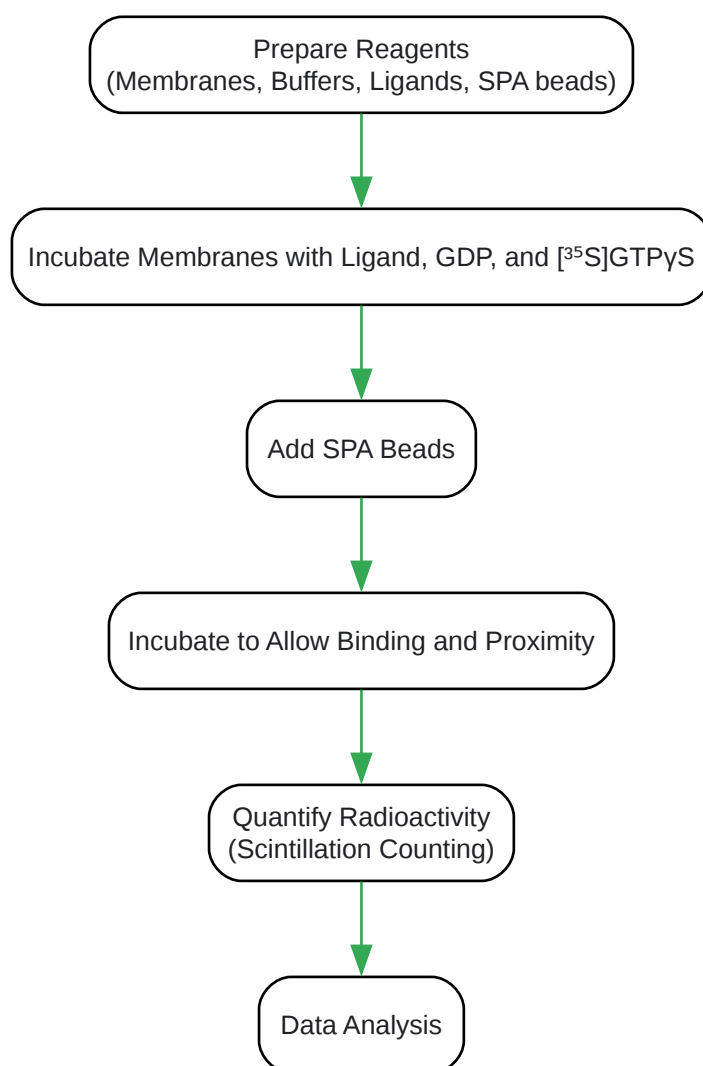 Prepare Reagents
(Membranes, Buffers, Ligands, SPA beads)
Incubate Membranes with Ligand, GDP, and [³⁵S]GTPγS
Add SPA Beads
Incubate to Allow Binding and Proximity
Quantify Radioactivity
(Scintillation Counting)
Data Analysis